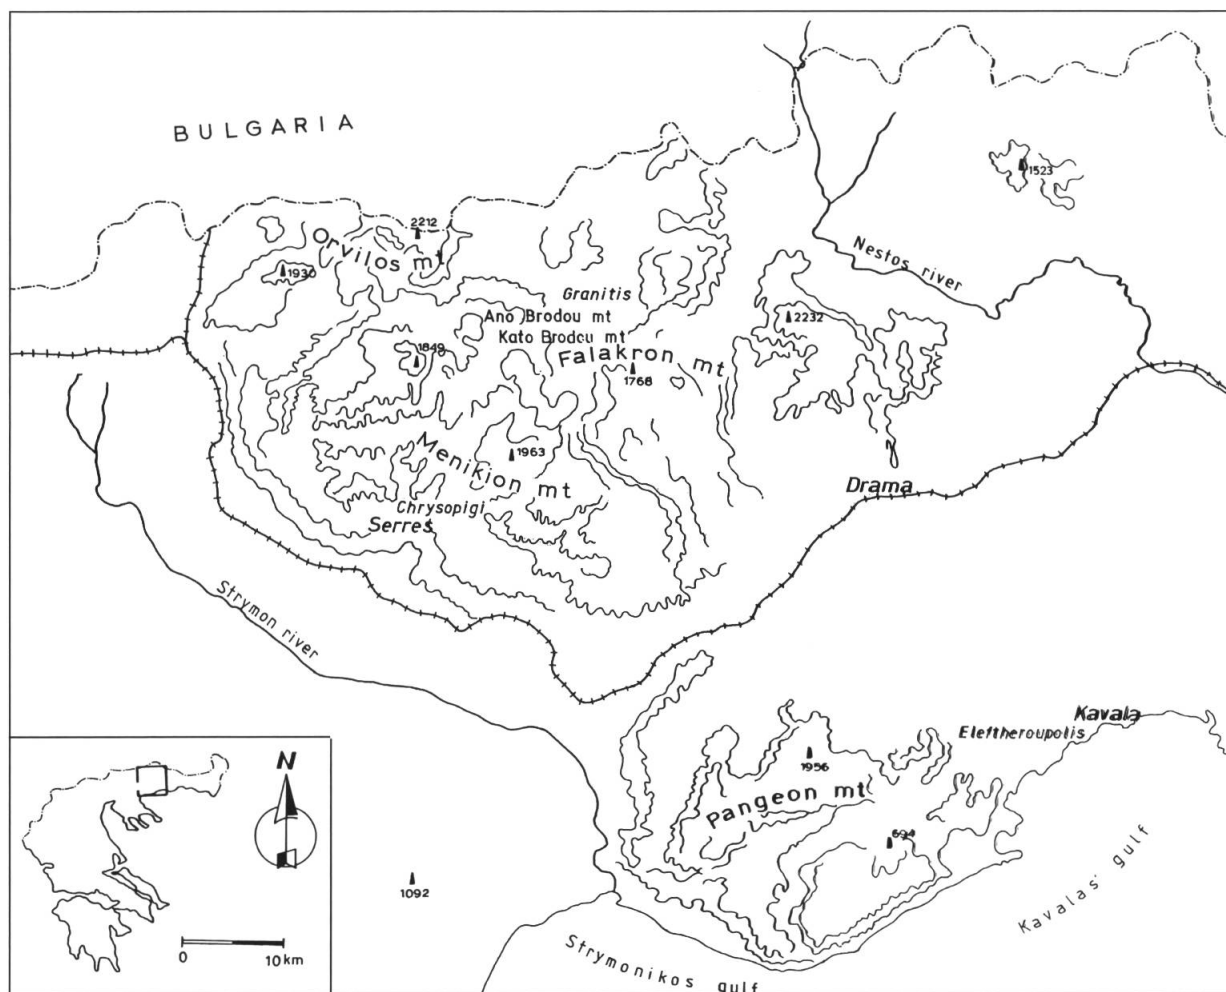 BULGARIA
1523
2212
Orvilos mt
1930
Nestos river
Granitis
Ano Brodou mt
2232
Kato Brodou mt
1849
Falakron mt
1768
Menikion mt
1963
Drama
Chrysopigi
Serres
Strymon river
Kavala
Eleftheroupolis
1956
Pangeon mt
694
1092
Kavalas' gulf
Strymonikos gulf
N
0 10km